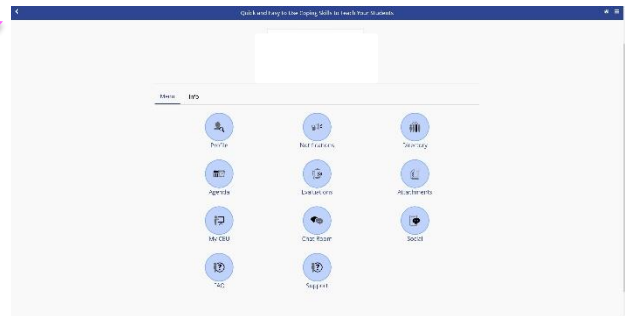 Quick and Easy to Use Coping Skills to Teach Your Students
Menu Info
Profile Notifications Directory
Agenda Evaluations Attachments
My CEU Chat Room Social
FAQ Support